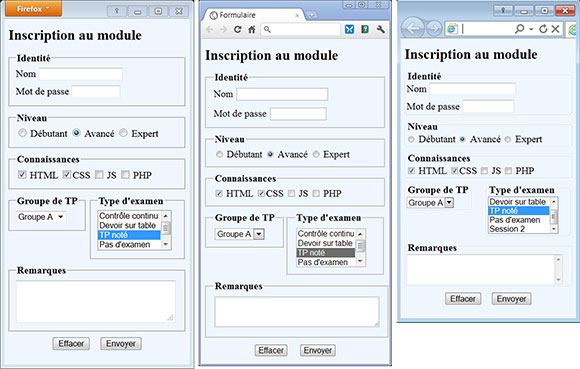 Firefox
Inscription au module
Identité
Nom
Mot de passe
Niveau
Débutant Avancé Expert
Connaissances
HTML CSS JS PHP
Groupe de TP
Groupe A
Type d'examen
Contrôle continu
Devoir sur table
TP noté
Pas d'examen
Remarques
Effacer Envoyer
Formulaire
Inscription au module
Identité
Nom
Mot de passe
Niveau
Débutant Avancé Expert
Connaissances
HTML CSS JS PHP
Groupe de TP
Groupe A
Type d'examen
Contrôle continu
Devoir sur table
TP noté
Pas d'examen
Remarques
Effacer Envoyer
Inscription au module
Identité
Nom
Mot de passe
Niveau
Débutant Avancé Expert
Connaissances
HTML CSS JS PHP
Groupe de TP
Groupe A
Type d'examen
Devoir sur table
TP noté
Pas d'examen
Session 2
Remarques
Effacer Envoyer